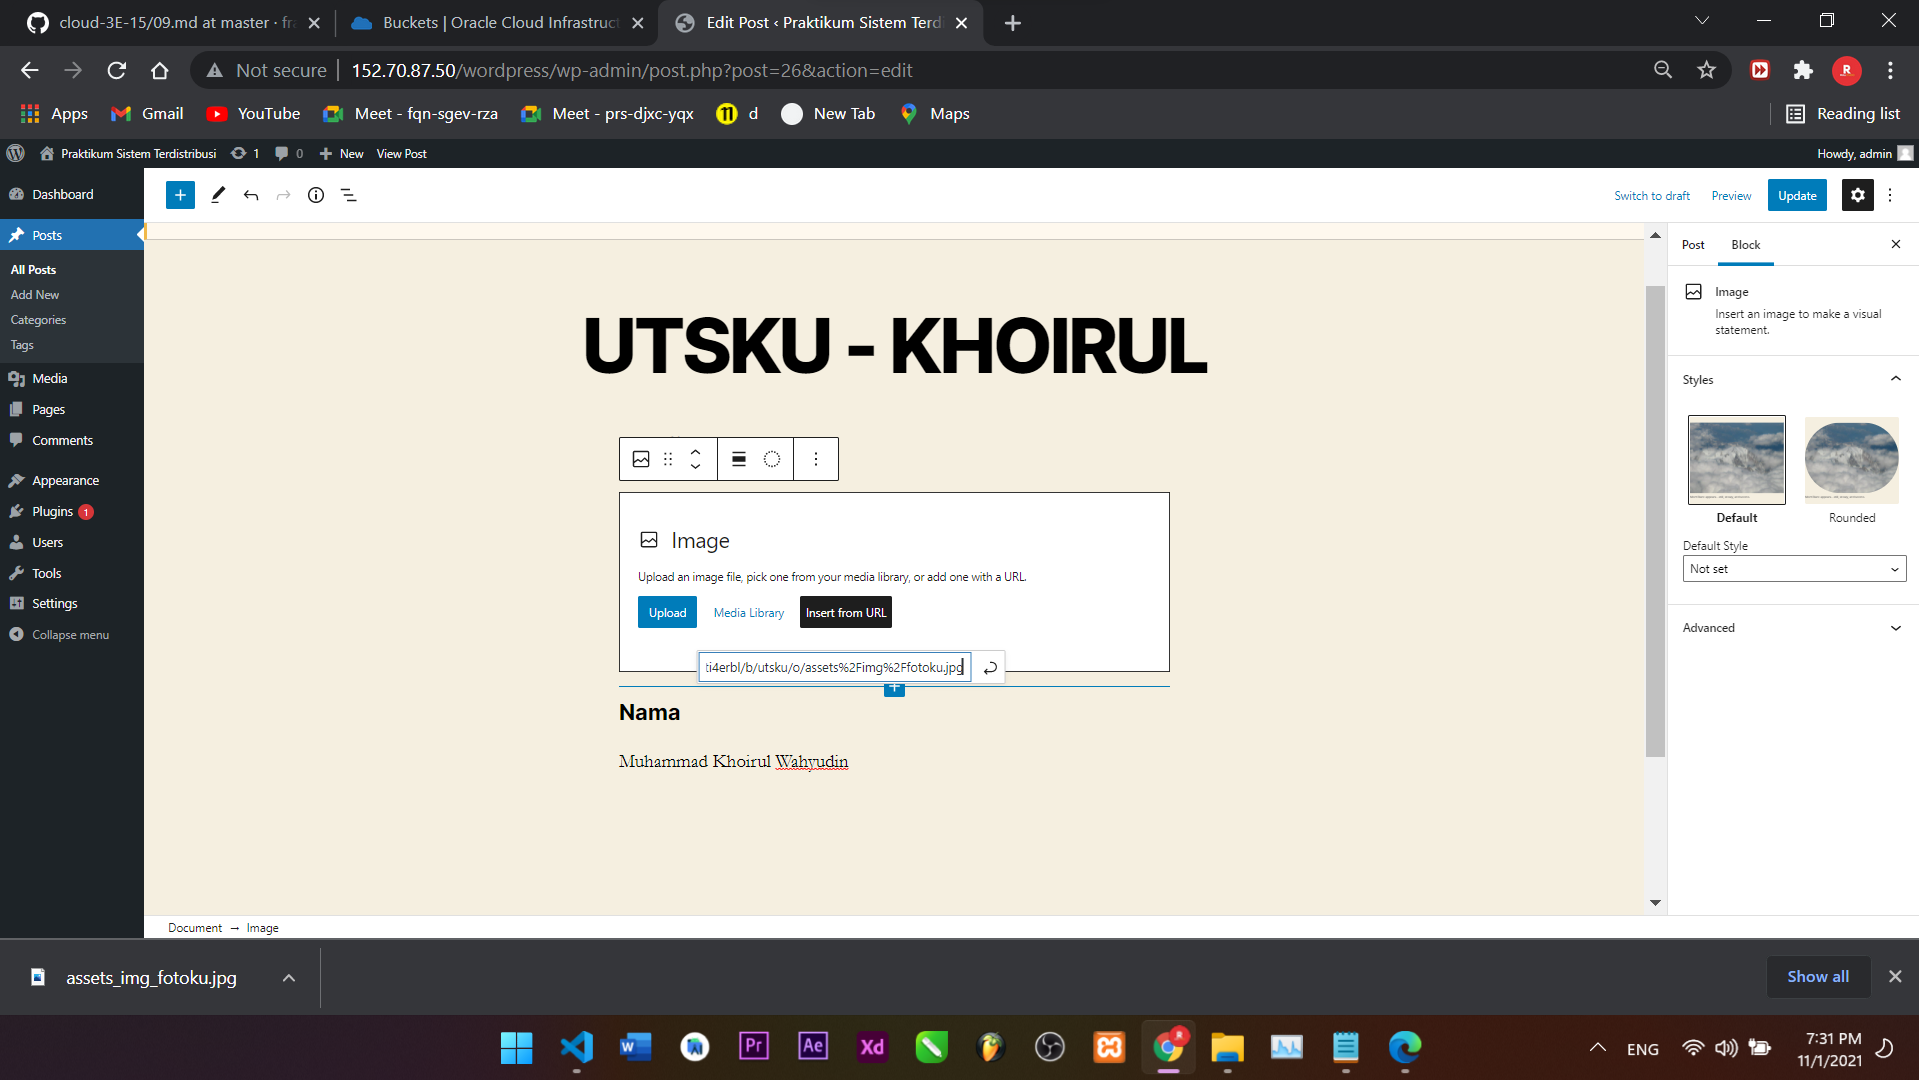 cloud-3E-15/09.md at master · fr
Buckets | Oracle Cloud Infrastruct
Edit Post ‹ Praktikum Sistem Terdi
Not secure 152.70.87.50/wordpress/wp-admin/post.php?post=26&action=edit
R
Apps
Gmail
YouTube
Meet - fqn-sgev-rza
Meet - prs-djxc-yqx
d
New Tab
Maps
Reading list
Praktikum Sistem Terdistribusi
1
0
New
View Post
Howdy, admin
Dashboard
Posts
All Posts
Add New
Categories
Tags
Media
Pages
Comments
Appearance
Plugins 1
Users
Tools
Settings
Collapse menu
Switch to draft
Preview
Update
UTSKU - KHOIRUL
Image
Upload an image file, pick one from your media library, or add one with a URL.
Upload
Media Library
Insert from URL
ti4erbl/b/utsku/o/assets%2Fimg%2Ffotoku.jpg
Nama
Muhammad Khoirul Wahyudin
Post
Block
Image
Insert an image to make a visual
statement.
Styles
Default
Rounded
Default Style
Not set
Advanced
Document → Image
assets_img_fotoku.jpg
Show all
Pr
Ae
Xd
ENG
7:31 PM
11/1/2021